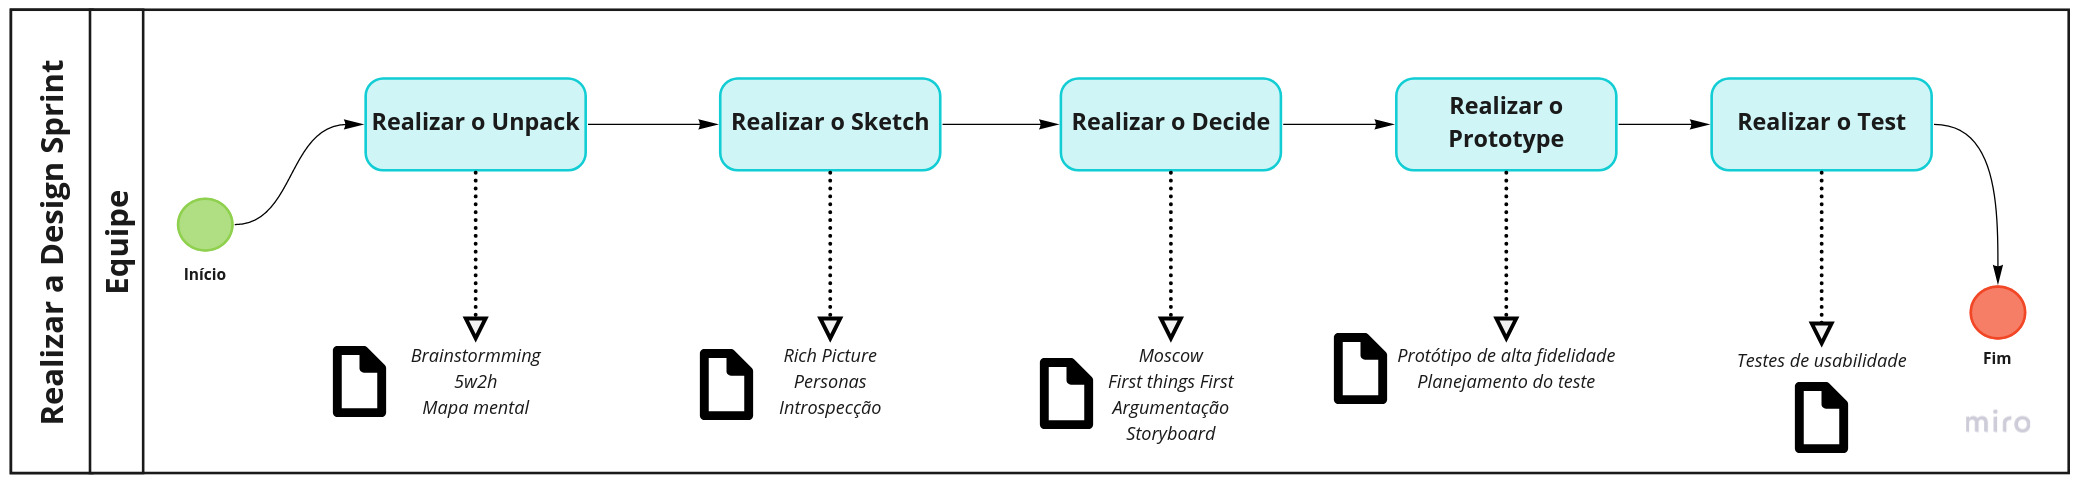 Realizar a Design Sprint
Equipe
Início
Realizar o Unpack
Realizar o Sketch
Realizar o Decide
Realizar o
Prototype
Realizar o Test
Brainstormming
5w2h
Mapa mental
Rich Picture
Personas
Introspecção
Moscow
First things First
Argumentação
Storyboard
Protótipo de alta fidelidade
Planejamento do teste
Testes de usabilidade
Fim
miro